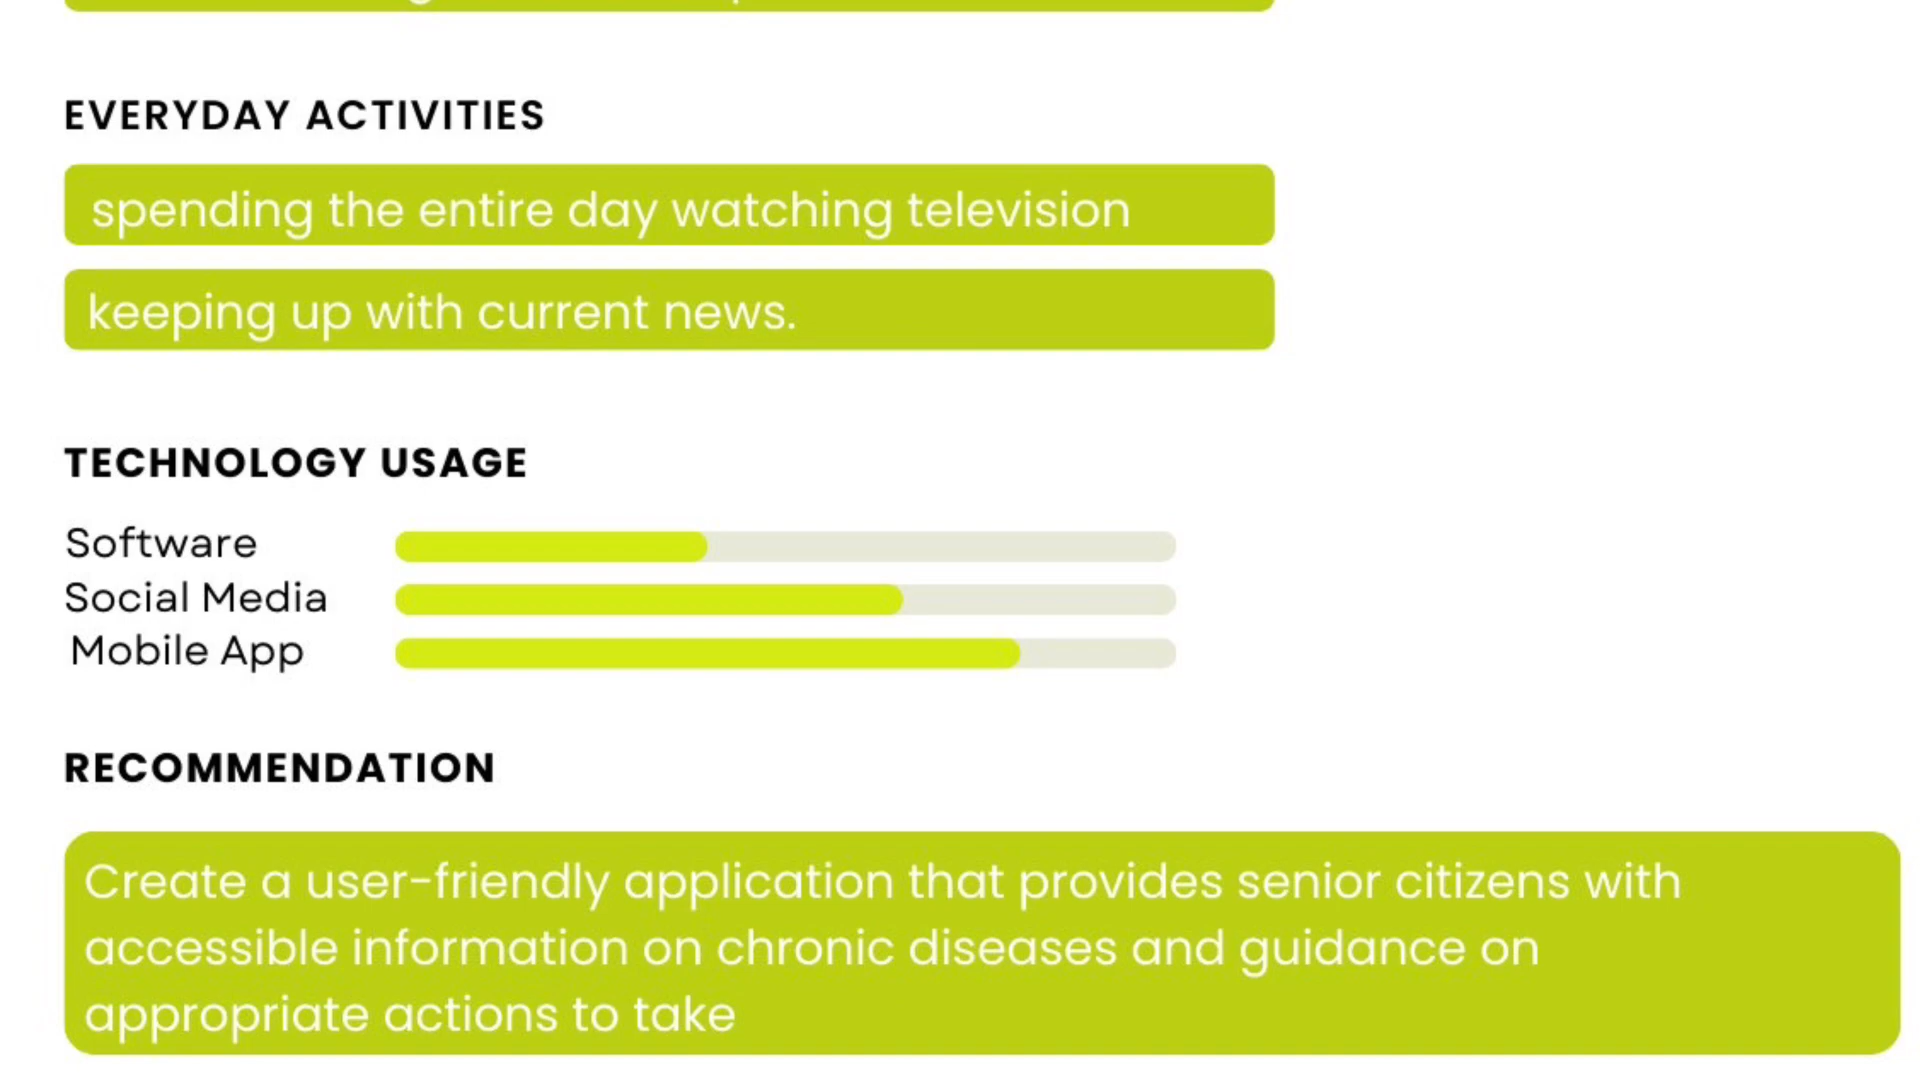 EVERYDAY ACTIVITIES
spending the entire day watching television
keeping up with current news.
TECHNOLOGY USAGE
Software
Social Media
Mobile App
RECOMMENDATION
Create a user-friendly application that provides senior citizens with
accessible information on chronic diseases and guidance on
appropriate actions to take